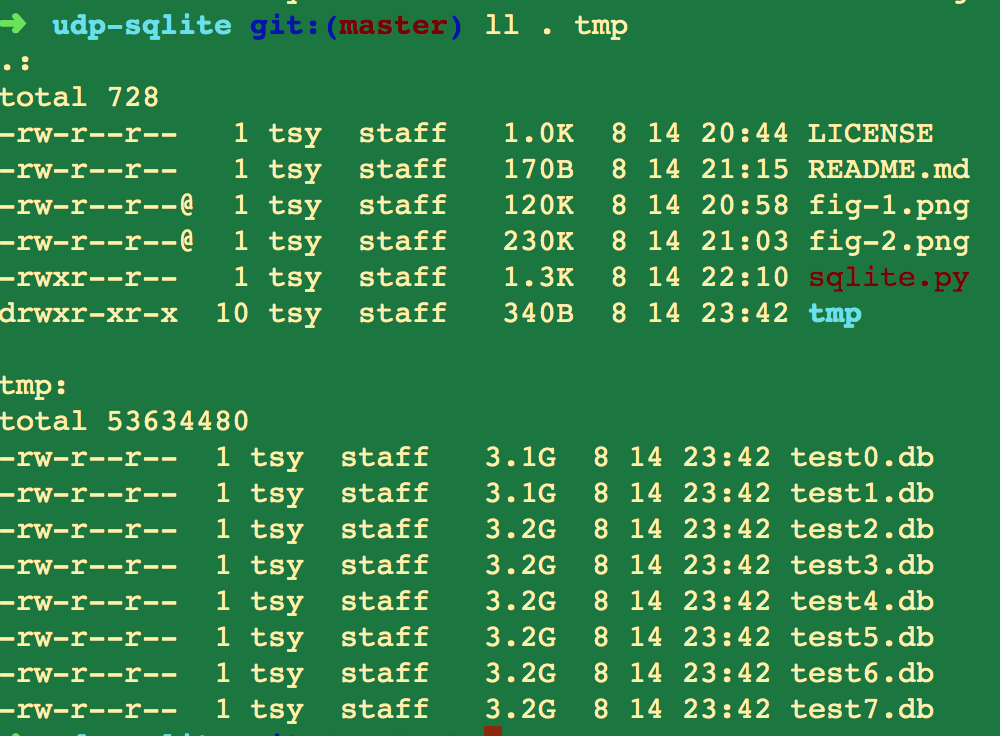 ➜ udp-sqlite git:(master) ll . tmp
.:
total 728
-rw-r--r-- 1 tsy staff 1.0K 8 14 20:44 LICENSE
-rw-r--r-- 1 tsy staff 170B 8 14 21:15 README.md
-rw-r--r--@ 1 tsy staff 120K 8 14 20:58 fig-1.png
-rw-r--r--@ 1 tsy staff 230K 8 14 21:03 fig-2.png
-rwxr--r-- 1 tsy staff 1.3K 8 14 22:10 sqlite.py
drwxr-xr-x 10 tsy staff 340B 8 14 23:42 tmp
tmp:
total 53634480
-rw-r--r-- 1 tsy staff 3.1G 8 14 23:42 test0.db
-rw-r--r-- 1 tsy staff 3.1G 8 14 23:42 test1.db
-rw-r--r-- 1 tsy staff 3.2G 8 14 23:42 test2.db
-rw-r--r-- 1 tsy staff 3.2G 8 14 23:42 test3.db
-rw-r--r-- 1 tsy staff 3.2G 8 14 23:42 test4.db
-rw-r--r-- 1 tsy staff 3.2G 8 14 23:42 test5.db
-rw-r--r-- 1 tsy staff 3.2G 8 14 23:42 test6.db
-rw-r--r-- 1 tsy staff 3.2G 8 14 23:42 test7.db